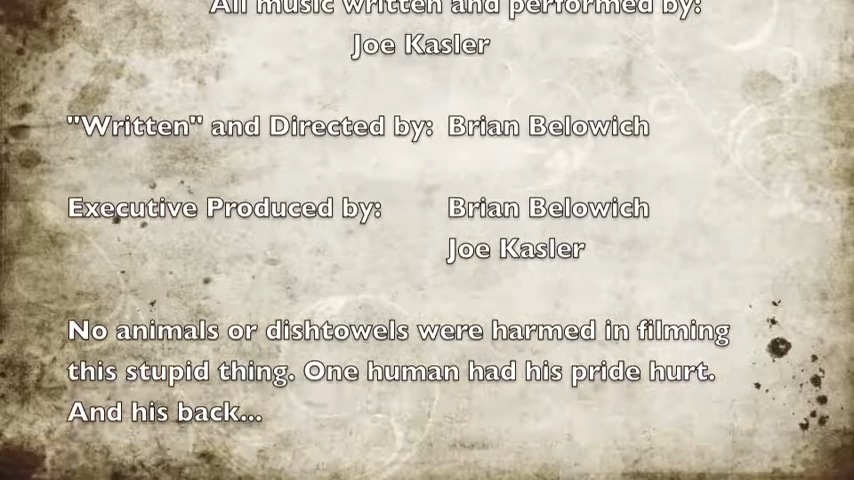 All music written and performed by:
Joe Kasler
"Written" and Directed by: Brian Belowich
Executive Produced by: Brian Belowich
Joe Kasler
No animals or dishtowels were harmed in filming
this stupid thing. One human had his pride hurt.
And his back...